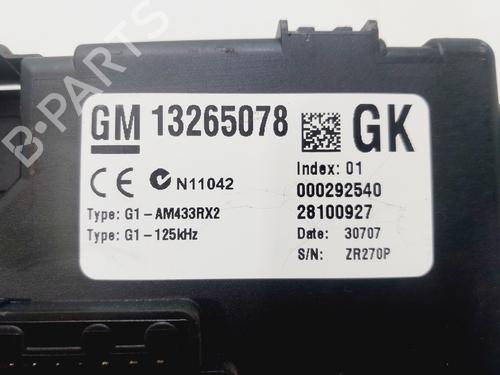 B-PARTS
GM 13265078 GK
Index: 01
CE N11042
000292540
Type: G1-AM433RX2
28100927
Type: G1-125kHz
Date: 30707
S/N: ZR270P